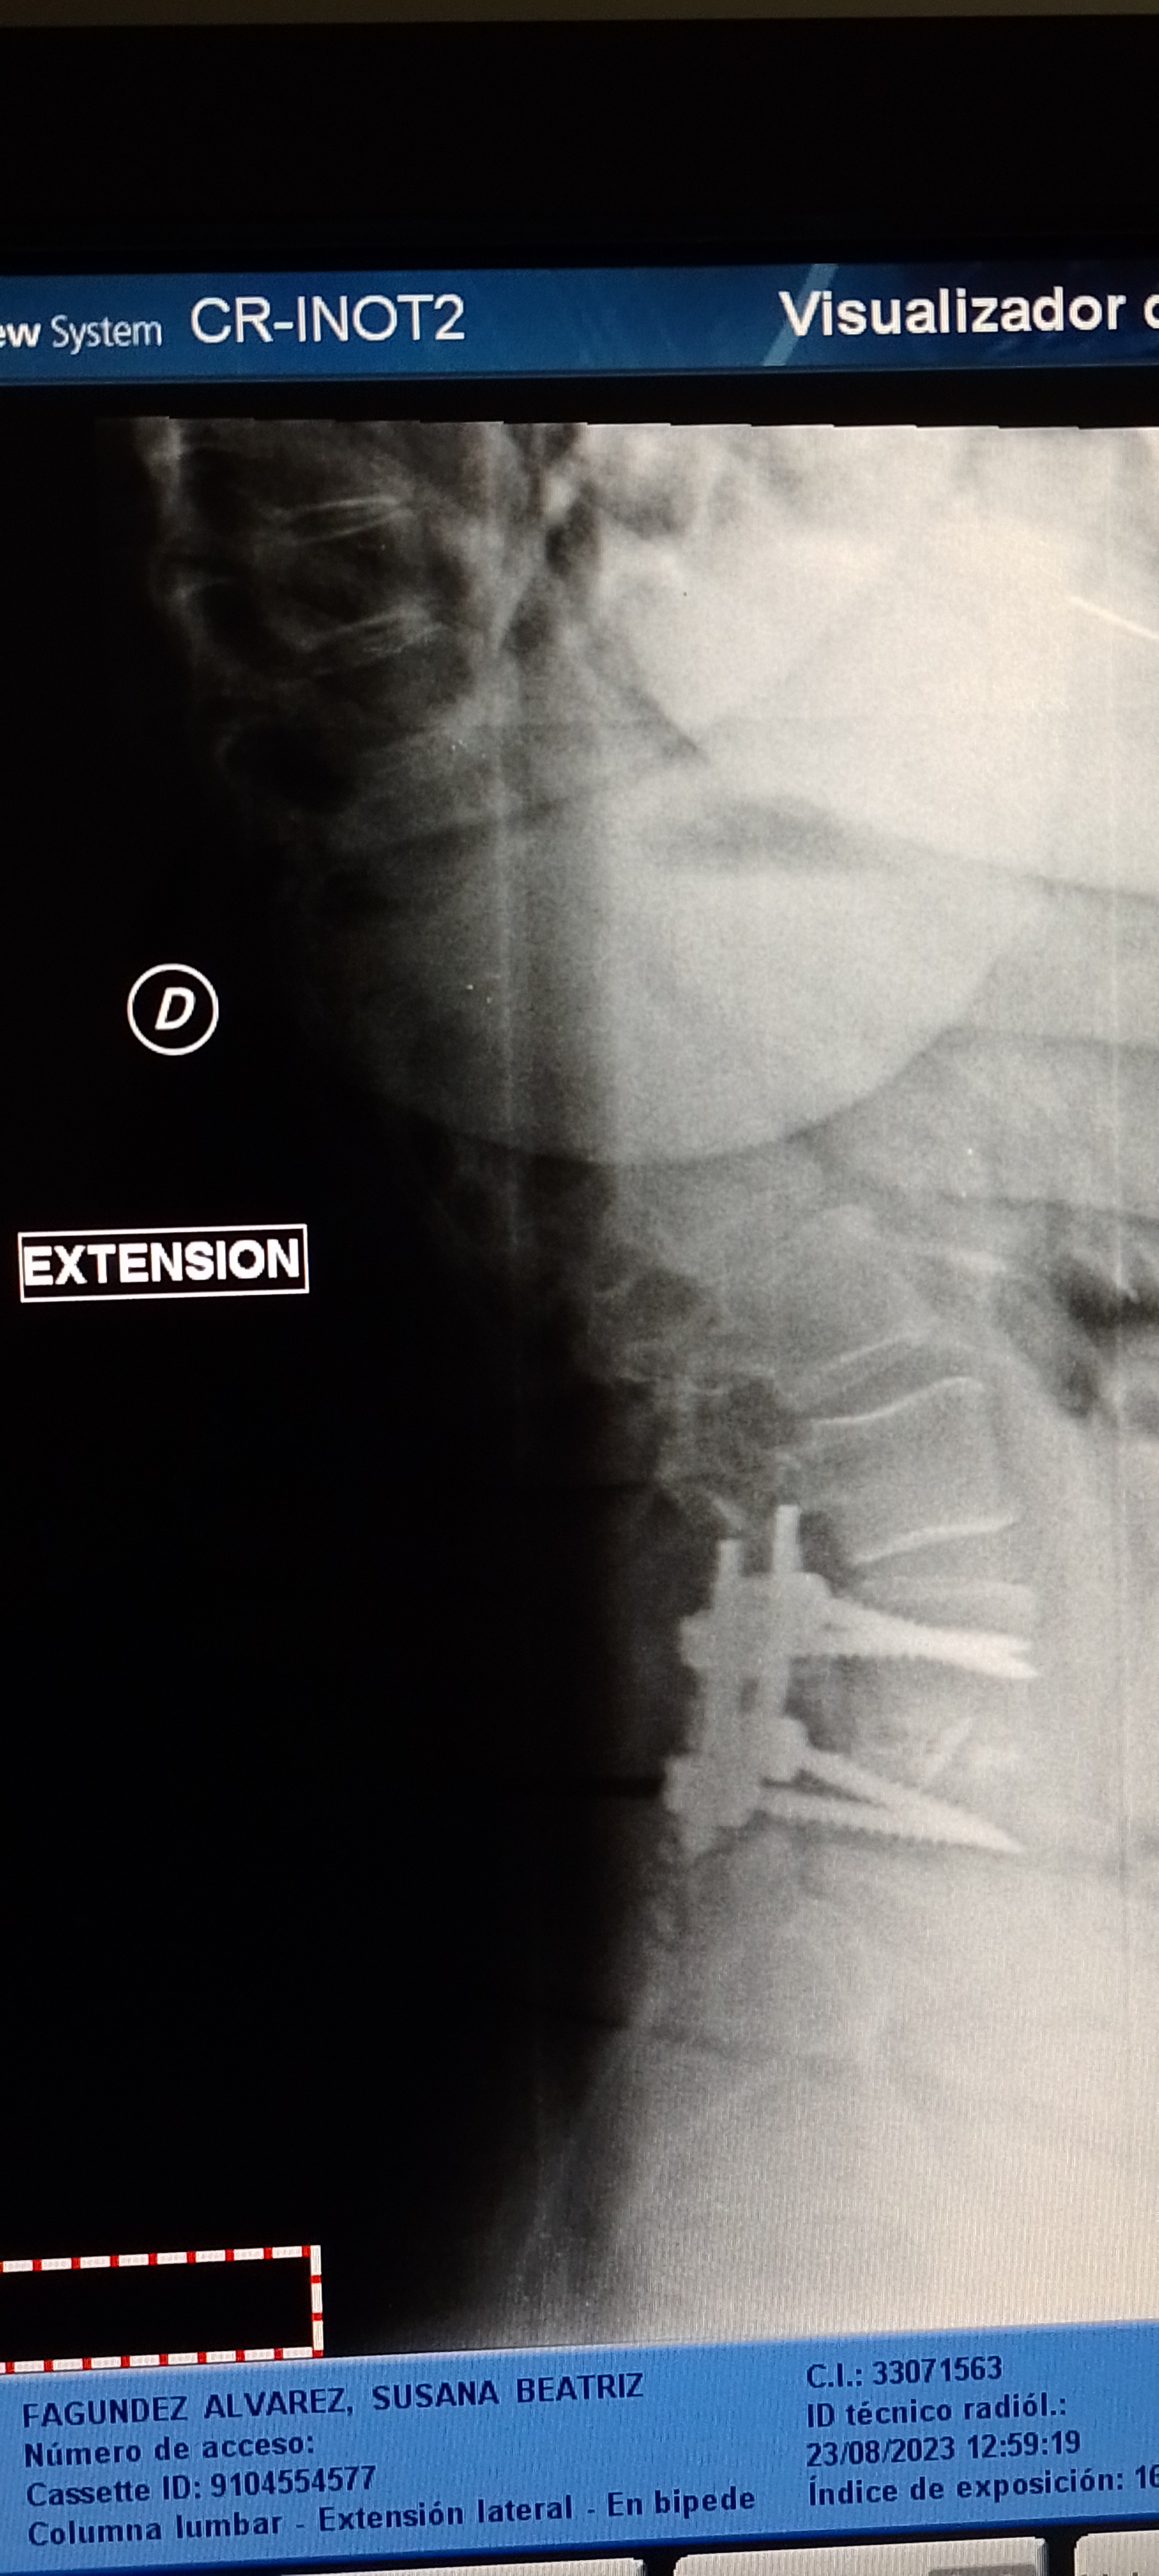 ew System CR-INOT2 Visualizador d
D
EXTENSION
FAGUNDEZ ALVAREZ, SUSANA BEATRIZ
Número de acceso:
Cassette ID: 9104554577
Columna lumbar - Extensión lateral - En bipede
C.I.: 33071563
ID técnico radiól.:
23/08/2023 12:59:19
Índice de exposición: 16